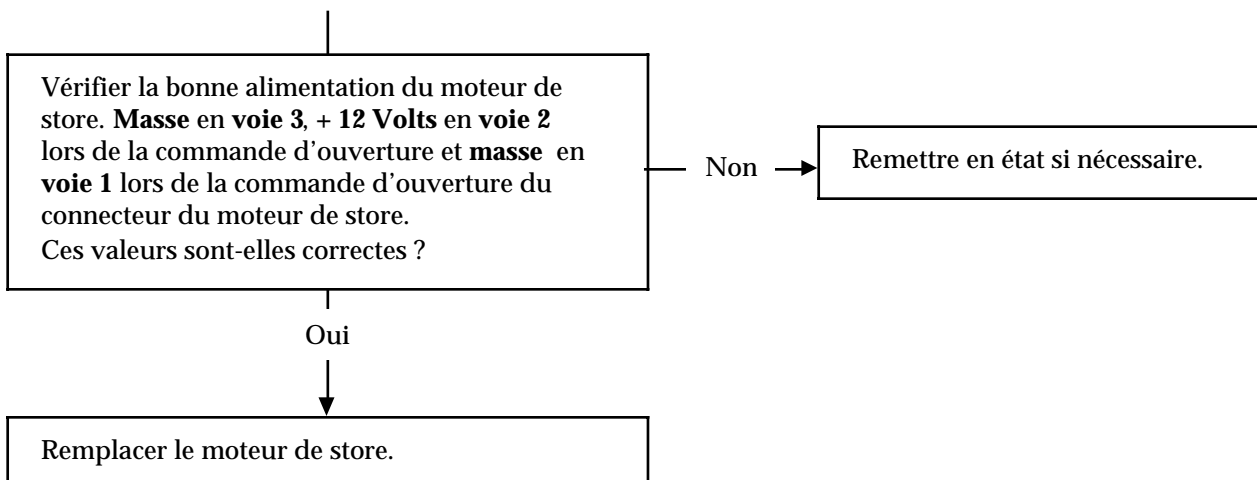 Vérifier la bonne alimentation du moteur de
store. Masse en voie 3, + 12 Volts en voie 2
lors de la commande d'ouverture et masse en
voie 1 lors de la commande d'ouverture du
connecteur du moteur de store.
Ces valeurs sont-elles correctes ?
Non
Remettre en état si nécessaire.
Oui
Remplacer le moteur de store.